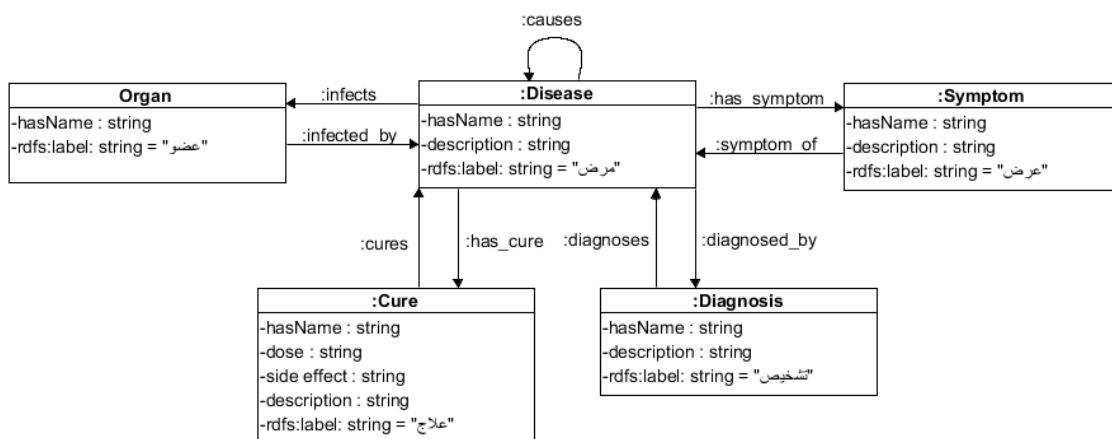 :causes
Organ
-hasName : string
-rdfs:label: string = "عضو"
:infects
:infected_by
:Disease
-hasName : string
-description : string
-rdfs:label: string = "مرض"
:has_symptom
:symptom_of
:Symptom
-hasName : string
-description : string
-rdfs:label: string = "عرض"
:cures
:has_cure
:diagnoses
:diagnosed_by
:Cure
-hasName : string
-dose : string
-side effect : string
-description : string
-rdfs:label: string = "علاج"
:Diagnosis
-hasName : string
-description : string
-rdfs:label: string = "تشخيص"